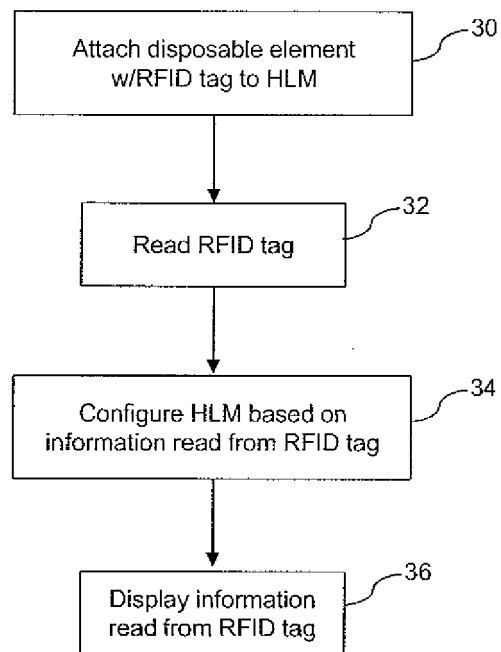 Attach disposable element
w/RFID tag to HLM
30
Read RFID tag
32
Configure HLM based on
information read from RFID tag
34
Display information
read from RFID tag
36